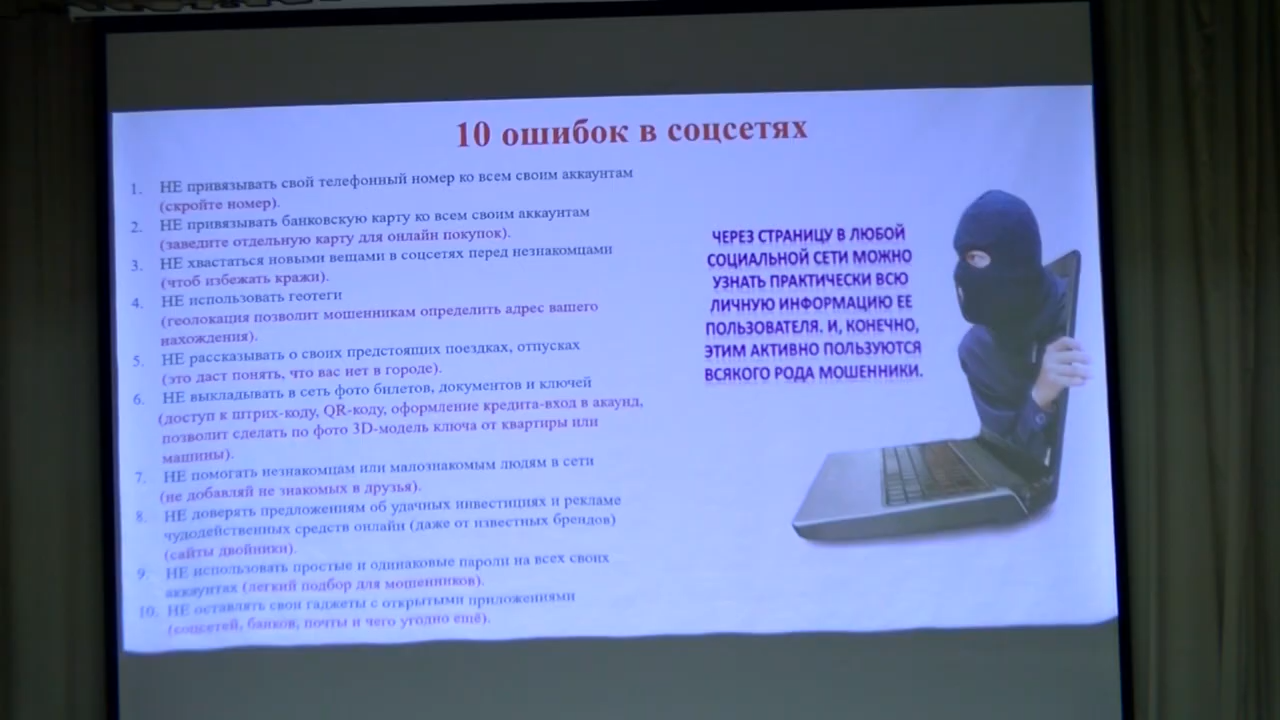 10 ошибок в соцсетях
1. НЕ привязывать свой телефонный номер ко всем своим аккаунтам
(скройте номер).
2. НЕ привязывать банковскую карту ко всем своим аккаунтам
(заведите отдельную карту для онлайн покупок).
3. НЕ хвастаться новыми вещами в соцсетях перед незнакомцами
(чтоб избежать кражи).
4. НЕ использовать геотеги
(геолокация позволит мошенникам определить адрес вашего
нахождения).
5. НЕ рассказывать о своих предстоящих поездках, отпусках
(это даст понять, что вас нет в городе).
6. НЕ выкладывать в сеть фото билетов, документов и ключей
(доступ к штрих-коду, QR-коду, оформление кредита-вход в акаунд,
позволит сделать по фото 3D-модель ключа от квартиры или
машины).
7. НЕ помогать незнакомцам или малознакомым людям в сети
(не добавляй не знакомых в друзья).
8. НЕ доверять предложениям об удачных инвестициях и рекламе
чудодейственных средств онлайн (даже от известных брендов)
(сайты двойники).
9. НЕ использовать простые и одинаковые пароли на всех своих
аккаунтах (легкий подбор для мошенников).
10. НЕ оставлять свои гаджеты с открытыми приложениями
(соцсетей, банков, почты и чего угодно ещё).
ЧЕРЕЗ СТРАНИЦУ В ЛЮБОЙ
СОЦИАЛЬНОЙ СЕТИ МОЖНО
УЗНАТЬ ПРАКТИЧЕСКИ ВСЮ
ЛИЧНУЮ ИНФОРМАЦИЮ ЕЕ
ПОЛЬЗОВАТЕЛЯ. И, КОНЕЧНО,
ЭТИМ АКТИВНО ПОЛЬЗУЮТСЯ
ВСЯКОГО РОДА МОШЕННИКИ.